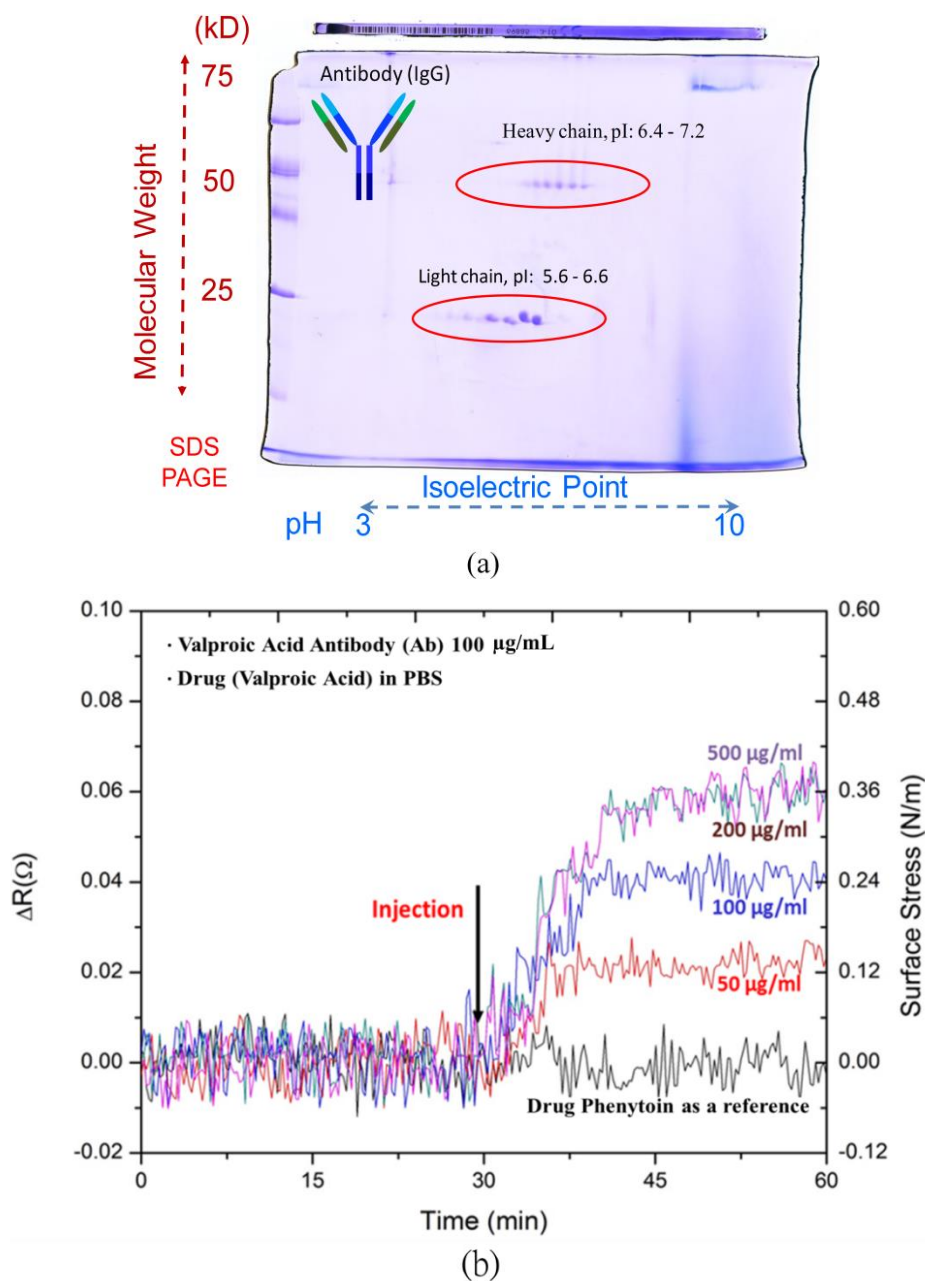 (kD)
75
Antibody (IgG)
Heavy chain, pI: 6.4 - 7.2
50
Light chain, pI: 5.6 - 6.6
25
Molecular Weight
SDS
PAGE
Isoelectric Point
pH 3 10
(a)
0.10 0.60
· Valproic Acid Antibody (Ab) 100 µg/mL
· Drug (Valproic Acid) in PBS
0.08 0.48
500 µg/ml
0.06 0.36
200 µg/ml
0.04 0.24
100 µg/ml
Injection
0.02 0.12
50 µg/ml
0.00 0.00
Drug Phenytoin as a reference
-0.02 -0.12
ΔR(Ω)
Surface Stress (N/m)
0 15 30 45 60
Time (min)
(b)